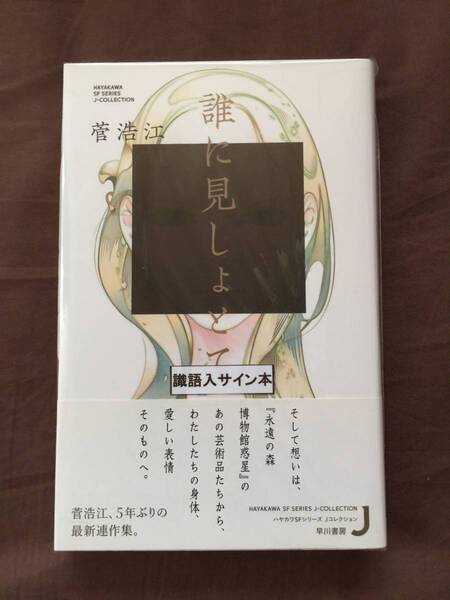 HAYAKAWA
SF SERIES
J-COLLECTION
菅浩江
誰に見しょとて
識語入サイン本
そして想いは、
『永遠の森
博物館惑星』の
あの芸術品たちから、
わたしたちの身体、
愛しい表情
そのものへ。
菅浩江、5年ぶりの
最新連作集。
HAYAKAWA SF SERIES J-COLLECTION
ハヤカワSFシリーズ Jコレクション
早川書房
J